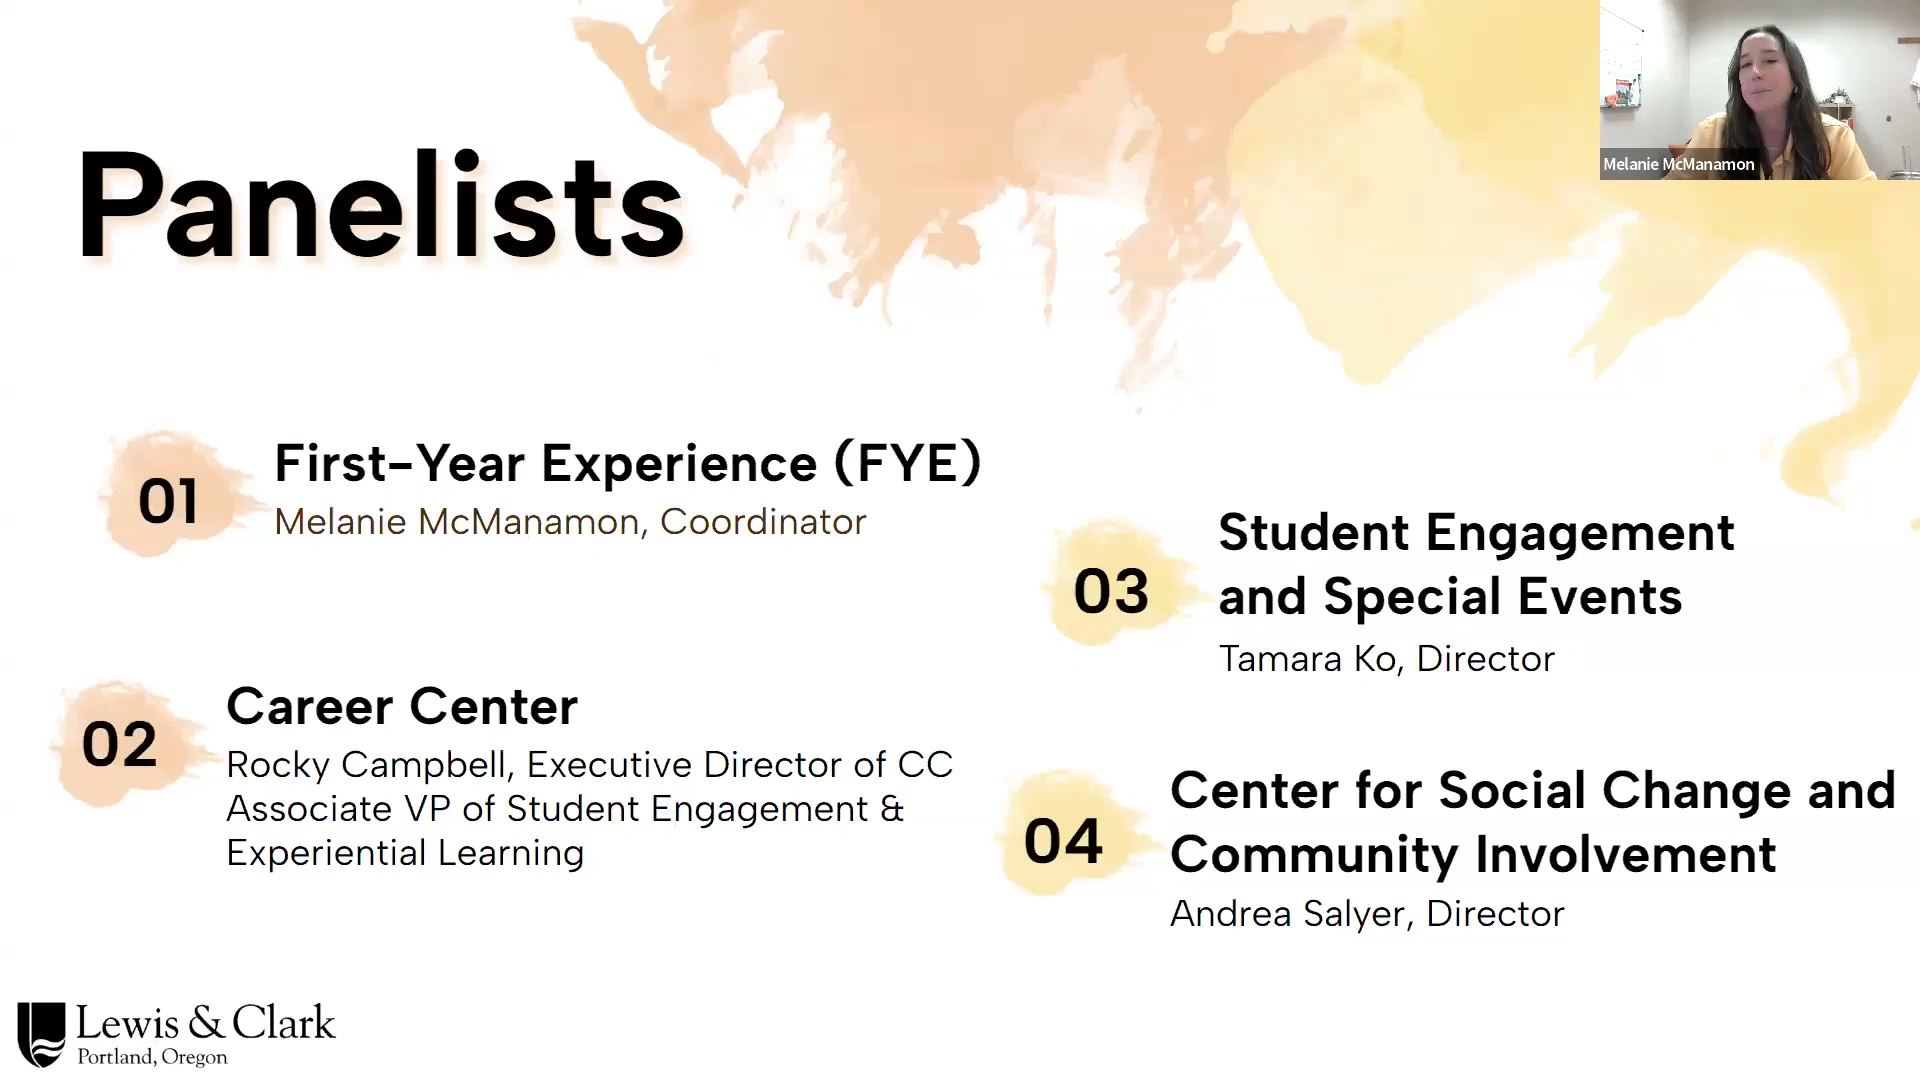 Melanie McManamon
Panelists
01
First-Year Experience (FYE)
Melanie McManamon, Coordinator
02
Career Center
Rocky Campbell, Executive Director of CC
Associate VP of Student Engagement &
Experiential Learning
03
Student Engagement
and Special Events
Tamara Ko, Director
04
Center for Social Change and
Community Involvement
Andrea Salyer, Director
Lewis & Clark
Portland, Oregon